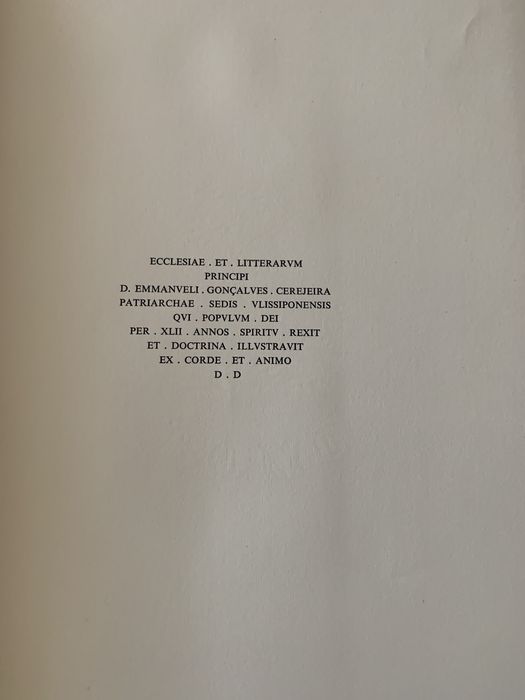 ECCLESIAE . ET . LITTERARVM
PRINCIPI
D. EMMANVELI . GONÇALVES . CEREJEIRA
PATRIARCHAE . SEDIS . VLISSIPONENSIS
QVI . POPVLVM . DEI
PER . XLII . ANNOS . SPIRITV . REXIT
ET . DOCTRINA . ILLVSTRAVIT
EX . CORDE . ET . ANIMO
D . D